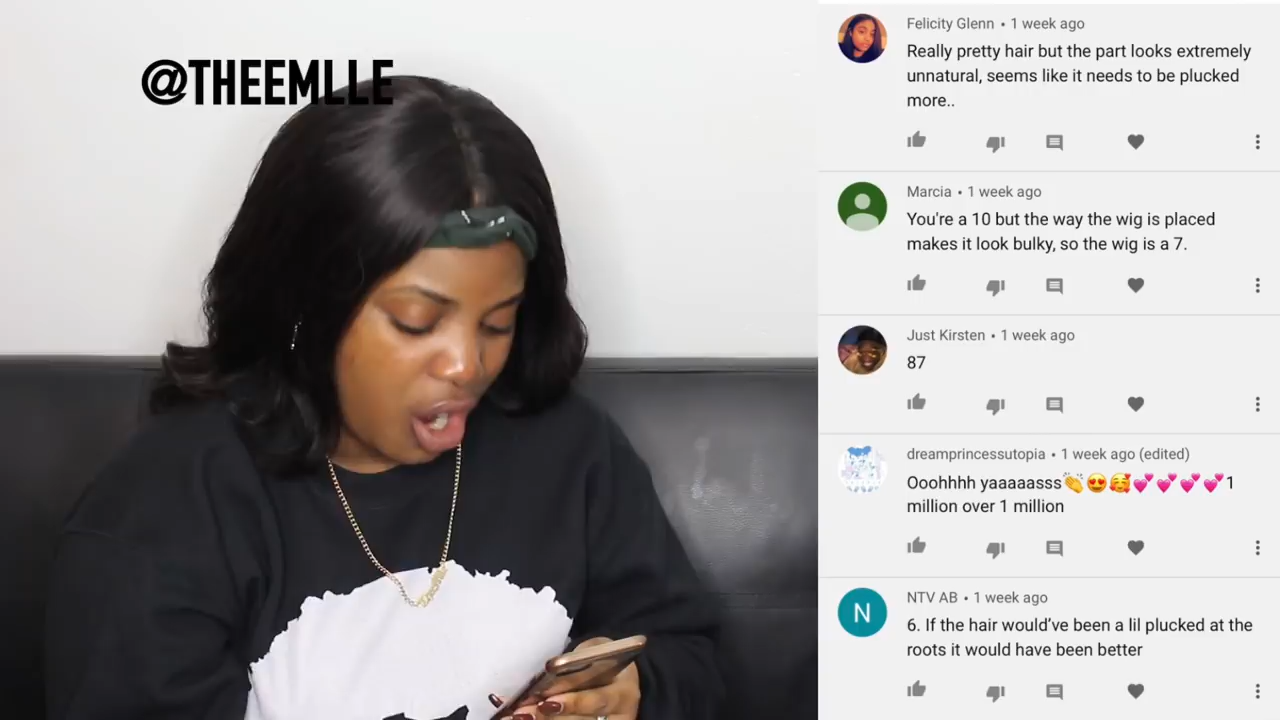 @THEEMLLE
Felicity Glenn • 1 week ago
Really pretty hair but the part looks extremely
unnatural, seems like it needs to be plucked
more..
Marcia • 1 week ago
You're a 10 but the way the wig is placed
makes it look bulky, so the wig is a 7.
Just Kirsten • 1 week ago
87
dreamprincessutopia • 1 week ago (edited)
Ooohhhh yaaaaasss👏😍🥰💕💕💕💕1
million over 1 million
N
NTV AB • 1 week ago
6. If the hair would’ve been a lil plucked at the
roots it would have been better